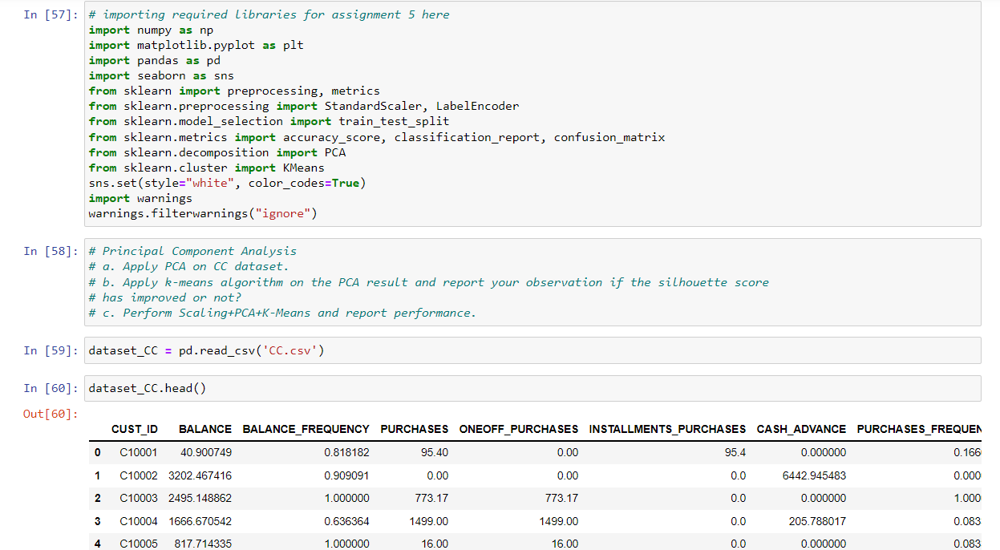 In [57]: # importing required libraries for assignment 5 here
import numpy as np
import matplotlib.pyplot as plt
import pandas as pd
import seaborn as sns
from sklearn import preprocessing, metrics
from sklearn.preprocessing import StandardScaler, LabelEncoder
from sklearn.model_selection import train_test_split
from sklearn.metrics import accuracy_score, classification_report, confusion_matrix
from sklearn.decomposition import PCA
from sklearn.cluster import KMeans
sns.set(style="white", color_codes=True)
import warnings
warnings.filterwarnings("ignore")
In [58]: # Principal Component Analysis
# a. Apply PCA on CC dataset.
# b. Apply k-means algorithm on the PCA result and report your observation if the silhouette score
# has improved or not?
# c. Perform Scaling+PCA+K-Means and report performance.
In [59]: dataset_CC = pd.read_csv('CC.csv')
In [60]: dataset_CC.head()
Out[60]:
CUST_ID BALANCE BALANCE_FREQUENCY PURCHASES ONEOFF_PURCHASES INSTALLMENTS_PURCHASES CASH_ADVANCE PURCHASES_FREQUEN
0 C10001 40.900749 0.818182 95.40 0.00 95.4 0.000000 0.166
1 C10002 3202.467416 0.909091 0.00 0.00 0.0 6442.945483 0.000
2 C10003 2495.148862 1.000000 773.17 773.17 0.0 0.000000 1.000
3 C10004 1666.670542 0.636364 1499.00 1499.00 0.0 205.788017 0.083
4 C10005 817.714335 1.000000 16.00 16.00 0.0 0.000000 0.083